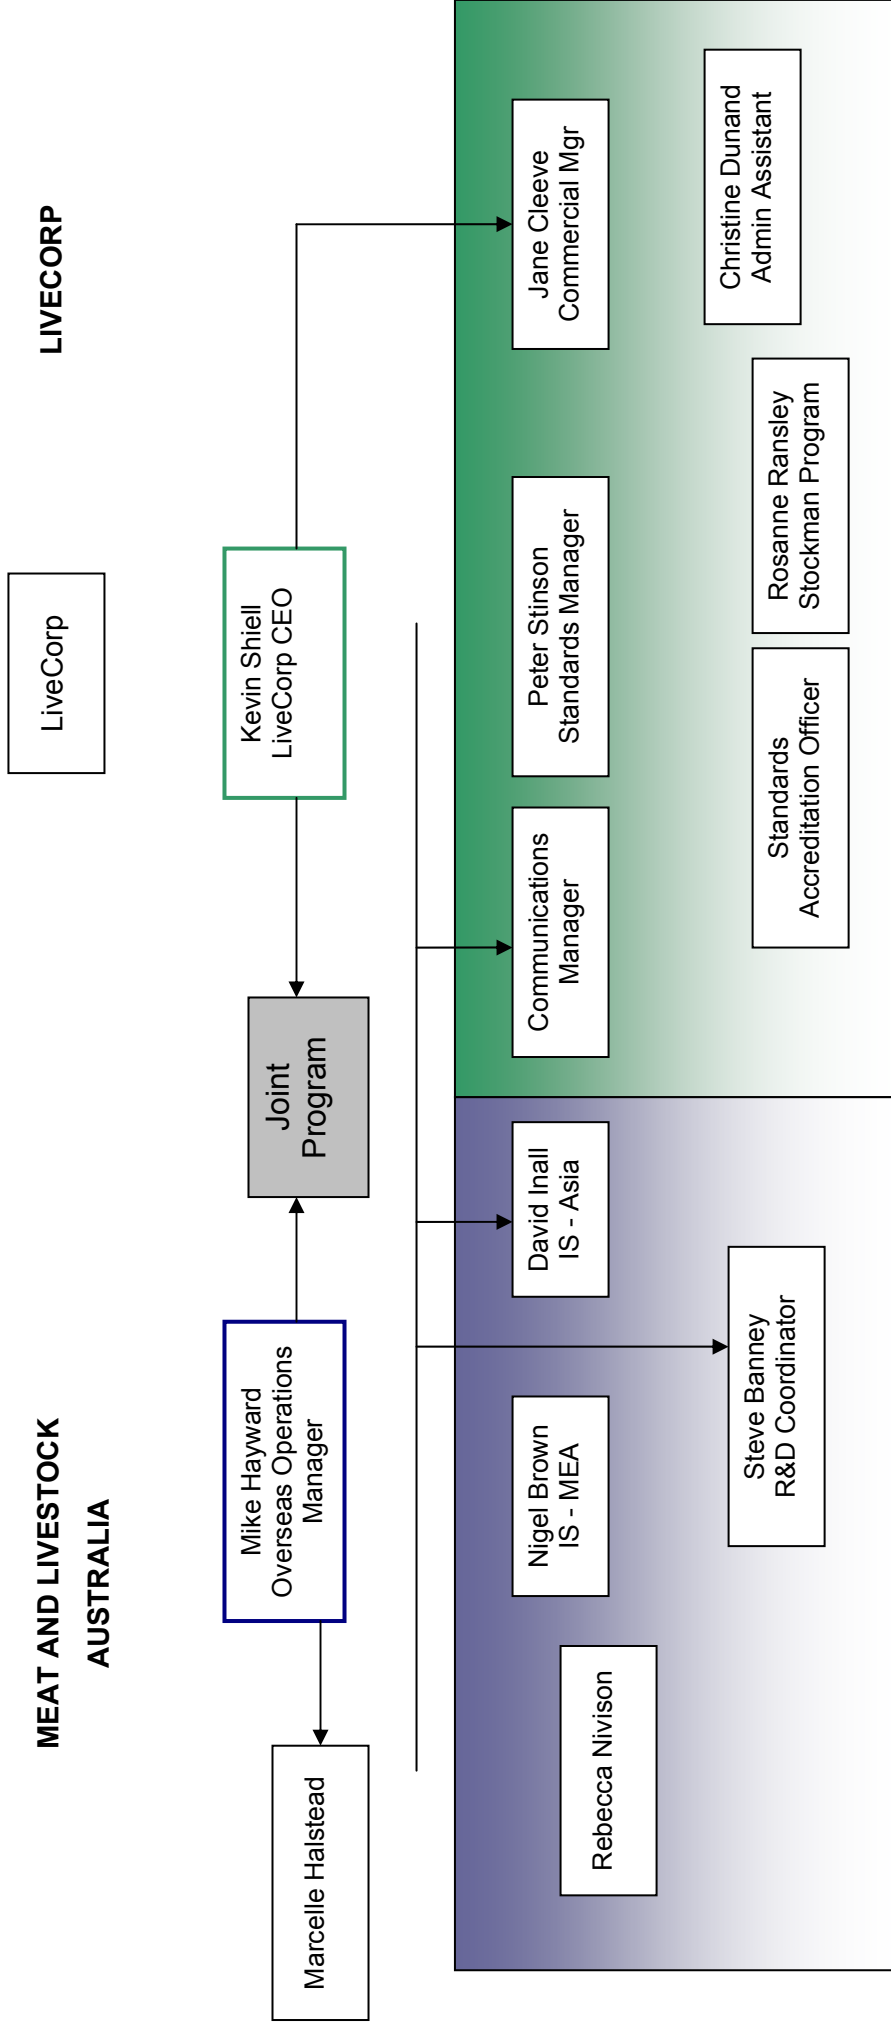 MEAT AND LIVESTOCK
AUSTRALIA
LIVECORP
LiveCorp
Marcelle Halstead
Mike Hayward
Overseas Operations
Manager
Joint
Program
Kevin Shiell
LiveCorp CEO
Rebecca Nivison
Nigel Brown
IS - MEA
David Inall
IS - Asia
Communications
Manager
Peter Stinson
Standards Manager
Jane Cleeve
Commercial Mgr
Steve Banney
R&D Coordinator
Standards
Accreditation Officer
Rosanne Ransley
Stockman Program
Christine Dunand
Admin Assistant